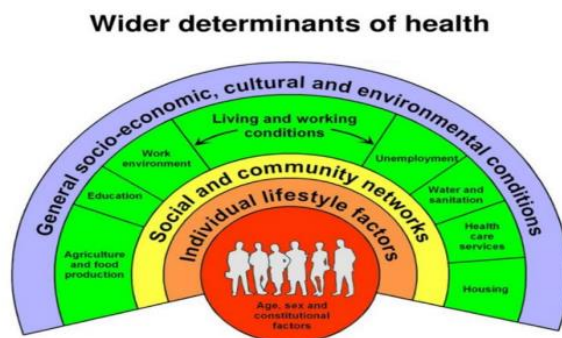 Wider determinants of health
General socio-economic, cultural and environmental conditions
Living and working
conditions
Work
environment
Unemployment
Education
Water and
sanitation
Agriculture
and food
production
Health
care
services
Housing
Social and community networks
Individual lifestyle factors
Age, sex and
constitutional
factors